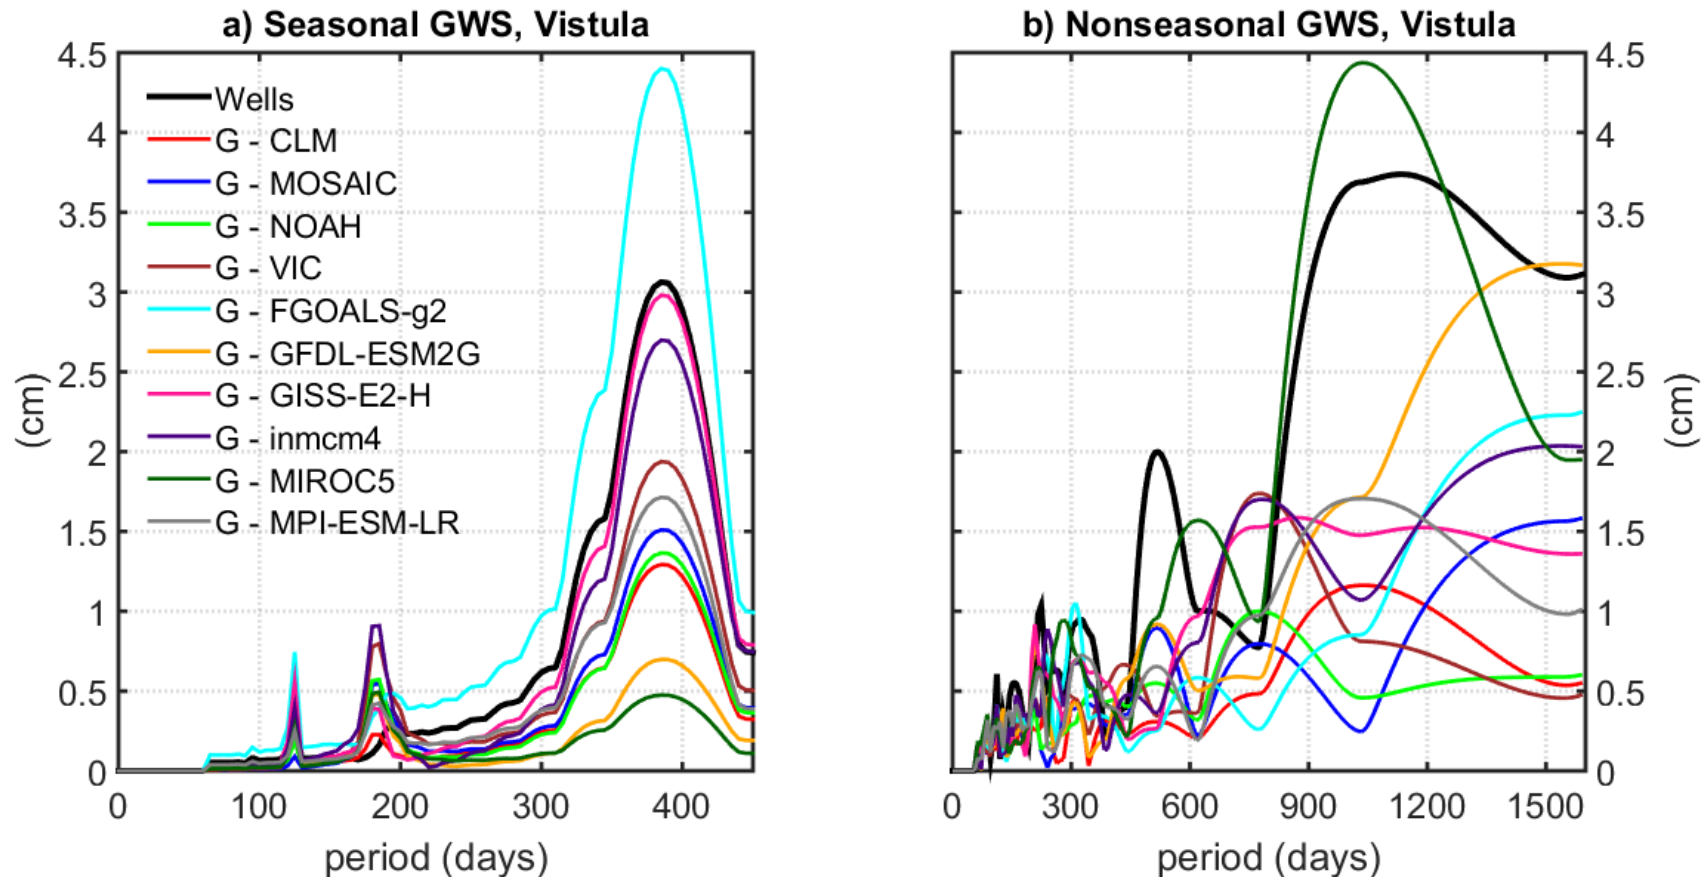 a) Seasonal GWS, Vistula
4.5
4
3.5
3
2.5
2
1.5
1
0.5
0
(cm)
Wells
G - CLM
G - MOSAIC
G - NOAH
G - VIC
G - FGOALS-g2
G - GFDL-ESM2G
G - GISS-E2-H
G - inmcm4
G - MIROC5
G - MPI-ESM-LR
0 100 200 300 400
period (days)
b) Nonseasonal GWS, Vistula
4.5
4
3.5
3
2.5
2
1.5
1
0.5
0
(cm)
0 300 600 900 1200 1500
period (days)